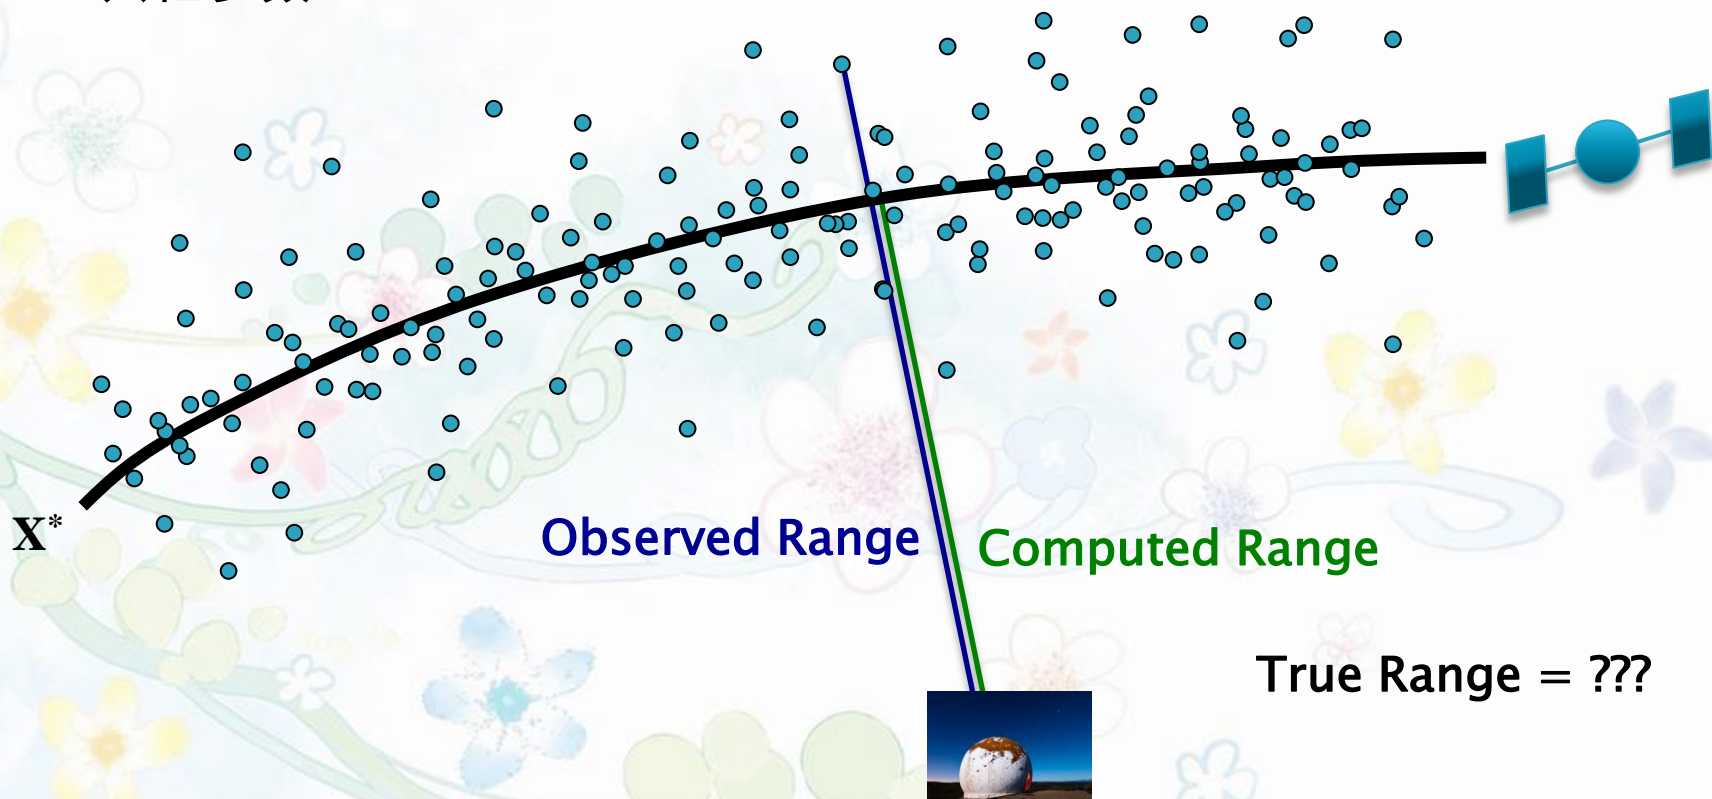 X*
Observed Range
Computed Range
True Range = ???